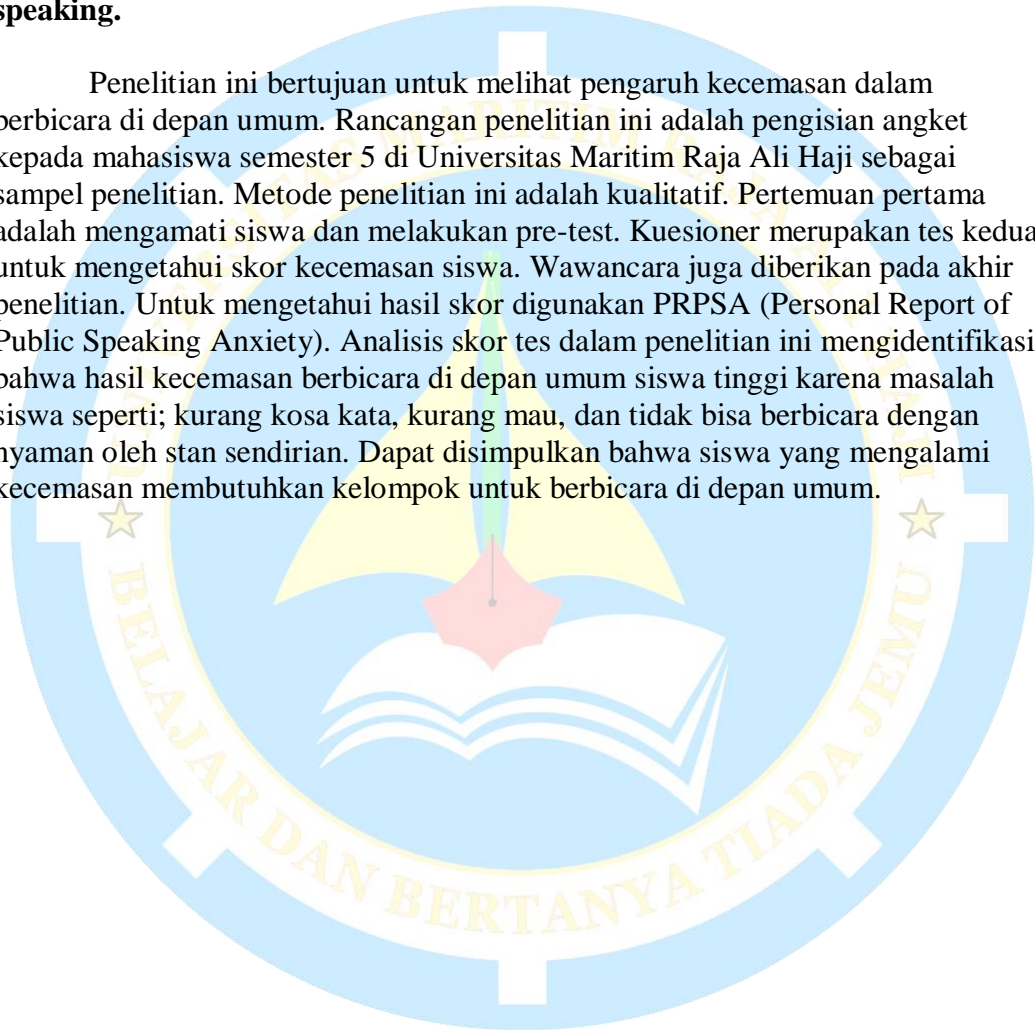 speaking.
Penelitian ini bertujuan untuk melihat pengaruh kecemasan dalam
berbicara di depan umum. Rancangan penelitian ini adalah pengisian angket
kepada mahasiswa semester 5 di Universitas Maritim Raja Ali Haji sebagai
sampel penelitian. Metode penelitian ini adalah kualitatif. Pertemuan pertama
adalah mengamati siswa dan melakukan pre-test. Kuesioner merupakan tes kedua
untuk mengetahui skor kecemasan siswa. Wawancara juga diberikan pada akhir
penelitian. Untuk mengetahui hasil skor digunakan PRPSA (Personal Report of
Public Speaking Anxiety). Analisis skor tes dalam penelitian ini mengidentifikasi
bahwa hasil kecemasan berbicara di depan umum siswa tinggi karena masalah
siswa seperti; kurang kosa kata, kurang mau, dan tidak bisa berbicara dengan
nyaman oleh stan sendirian. Dapat disimpulkan bahwa siswa yang mengalami
kecemasan membutuhkan kelompok untuk berbicara di depan umum.
UNIVERSITAS MARITIM RAJA ALI HAJI
BELAJAR DAN BERTANYA TIADA JEMU